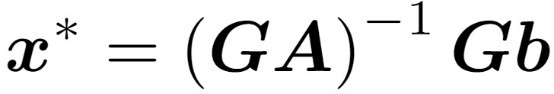 x* = (GA)⁻¹ Gb